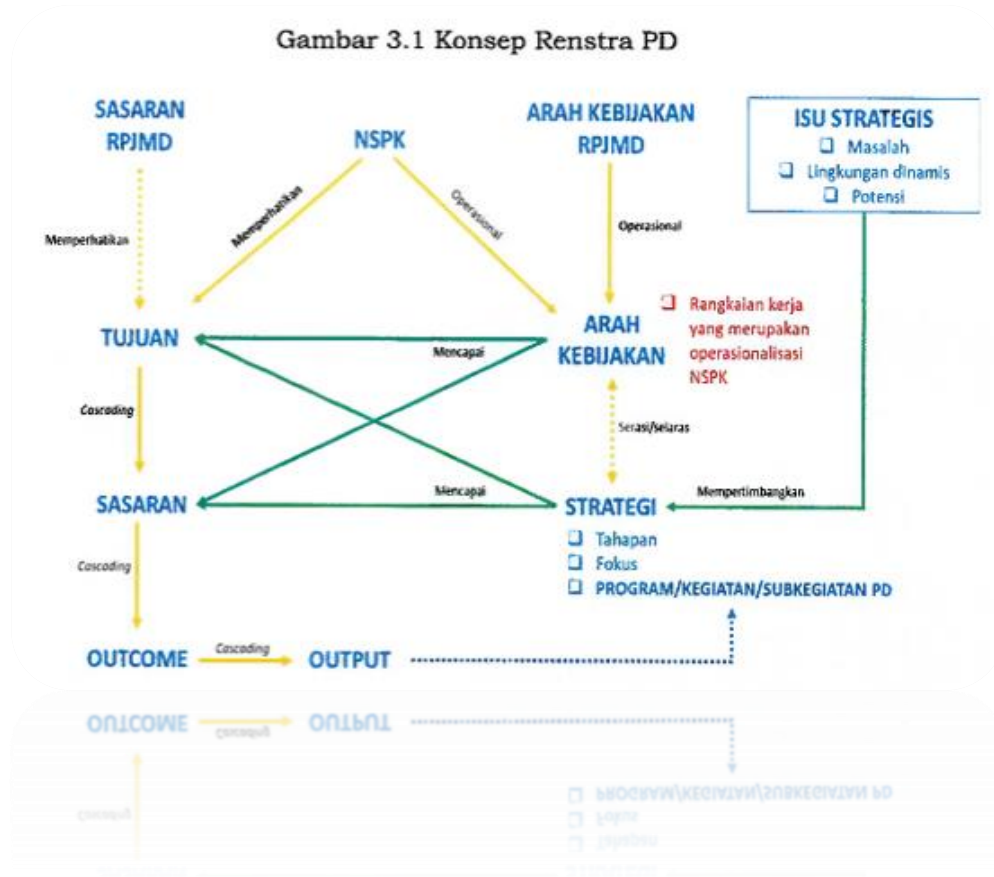 Gambar 3.1 Konsep Renstra PD
SASARAN
RPJMD
NSPK
ARAH KEBIJAKAN
RPJMD
ISU STRATEGIS
❑ Masalah
❑ Lingkungan dinamis
❑ Potensi
Memperhatikan
Memperhatikan
Operasional
Operasional
TUJUAN
Mencapai
ARAH
KEBIJAKAN
❑ Rangkaian kerja
yang merupakan
operasionalisasi
NSPK
Cascading
Serasi/selaras
SASARAN
Mencapai
STRATEGI
Mempertimbangkan
❑ Tahapan
❑ Fokus
❑ PROGRAM/KEGIATAN/SUBKEGIATAN PD
Cascading
OUTCOME
Cascading
OUTPUT